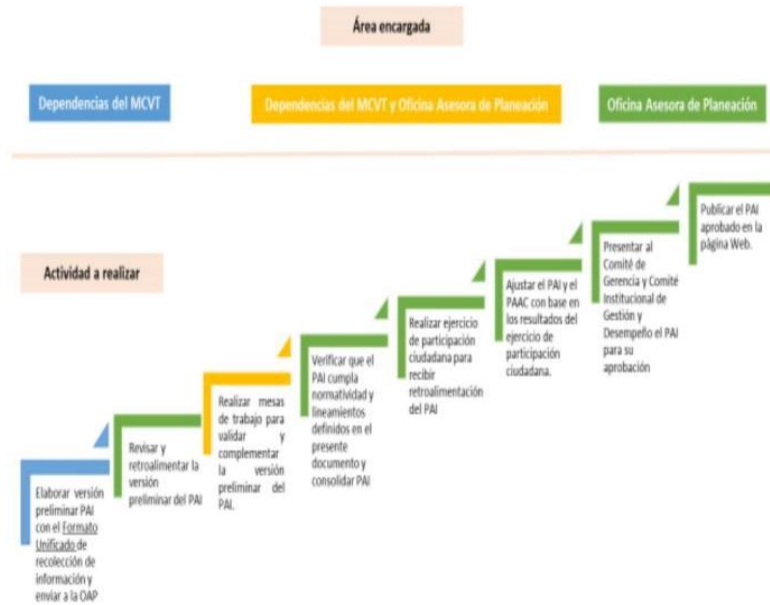 Área encargada
Dependencias del MCVT
Dependencias del MCVT y Oficina Asesora de Planeación
Oficina Asesora de Planeación
Actividad a realizar
Elaborar versión
preliminar PAI
con el Formato
Unificado de
recolección de
información y
enviar a la OAP
Revisar y
retroalimentar la
versión
preliminar del PAI
Realizar mesas
de trabajo para
validar y
complementar
la versión
preliminar del
PAI.
Verificar que el
PAI cumpla
normatividad y
lineamientos
definidos en el
presente
documento y
consolidar PAI
Realizar ejercicio
de participación
ciudadana para
recibir
retroalimentación
del PAI
Ajustar el PAI y el
PAAC con base en
los resultados del
ejercicio de
participación
ciudadana.
Presentar al
Comité de
Gerencia y Comité
Institucional de
Gestión y
Desempeño el PAI
para su
aprobación
Publicar el PAI
aprobado en la
página Web.